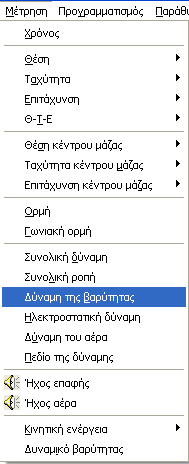 Μέτρηση Προγραμματισμός Παράθυ
Χρόνος
Θέση
Ταχύτητα
Επιτάχυνση
Θ-Τ-Ε
Θέση κέντρου μάζας
Ταχύτητα κέντρου μάζας
Επιτάχυνση κέντρου μάζας
Ορμή
Γωνιακή ορμή
Συνολική δύναμη
Συνολική ροπή
Δύναμη της βαρύτητας
Ηλεκτροστατική δύναμη
Δύναμη του αέρα
Πεδίο της δύναμης
Ήχος επαφής
Ήχος αέρα
Κινητική ενέργεια
Δυναμικό βαρύτητας